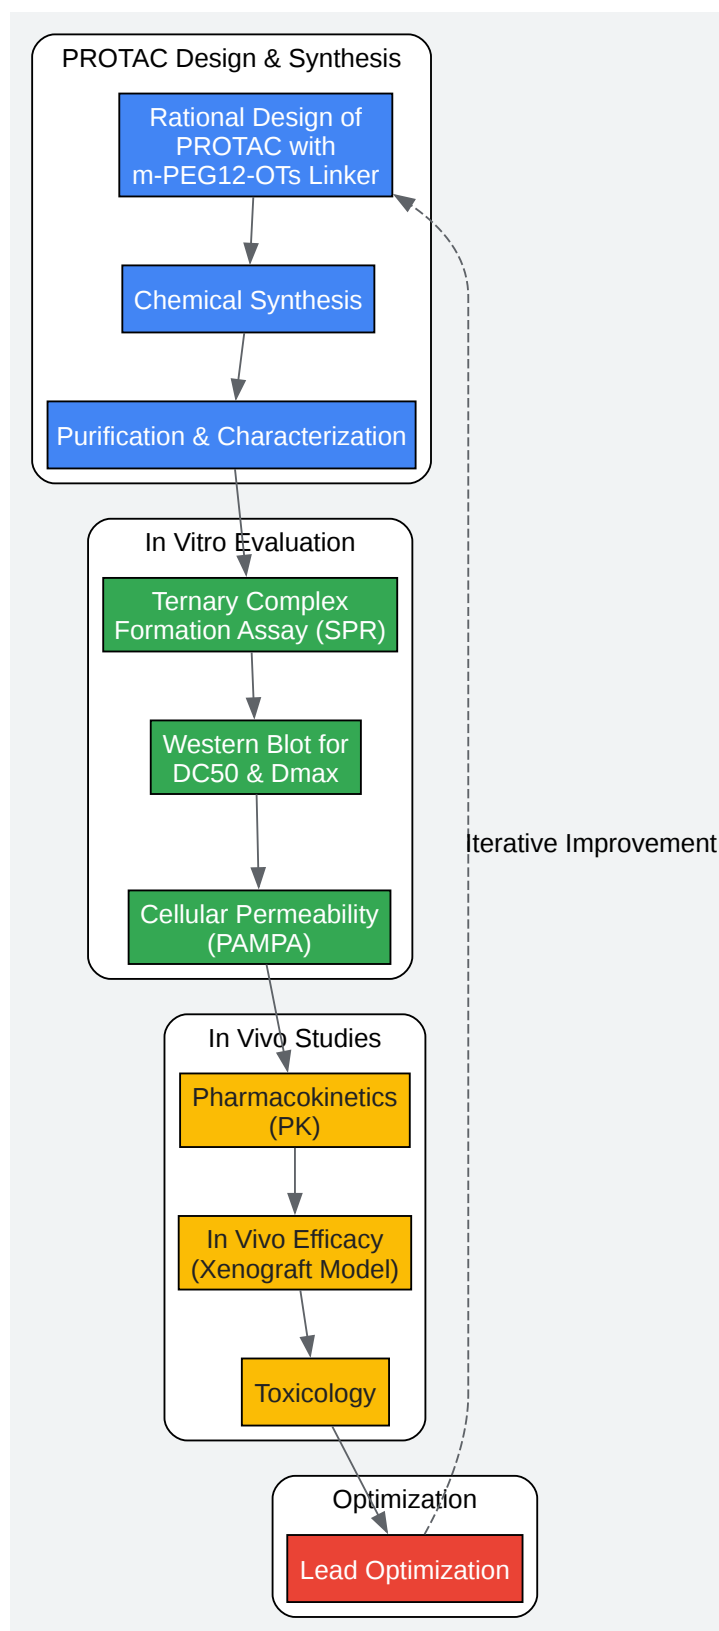 PROTAC Design & Synthesis
Rational Design of
PROTAC with
m-PEG12-OTs Linker
Chemical Synthesis
Purification & Characterization
In Vitro Evaluation
Ternary Complex
Formation Assay (SPR)
Western Blot for
DC50 & Dmax
Iterative Improvement
Cellular Permeability
(PAMPA)
In Vivo Studies
Pharmacokinetics
(PK)
In Vivo Efficacy
(Xenograft Model)
Toxicology
Optimization
Lead Optimization